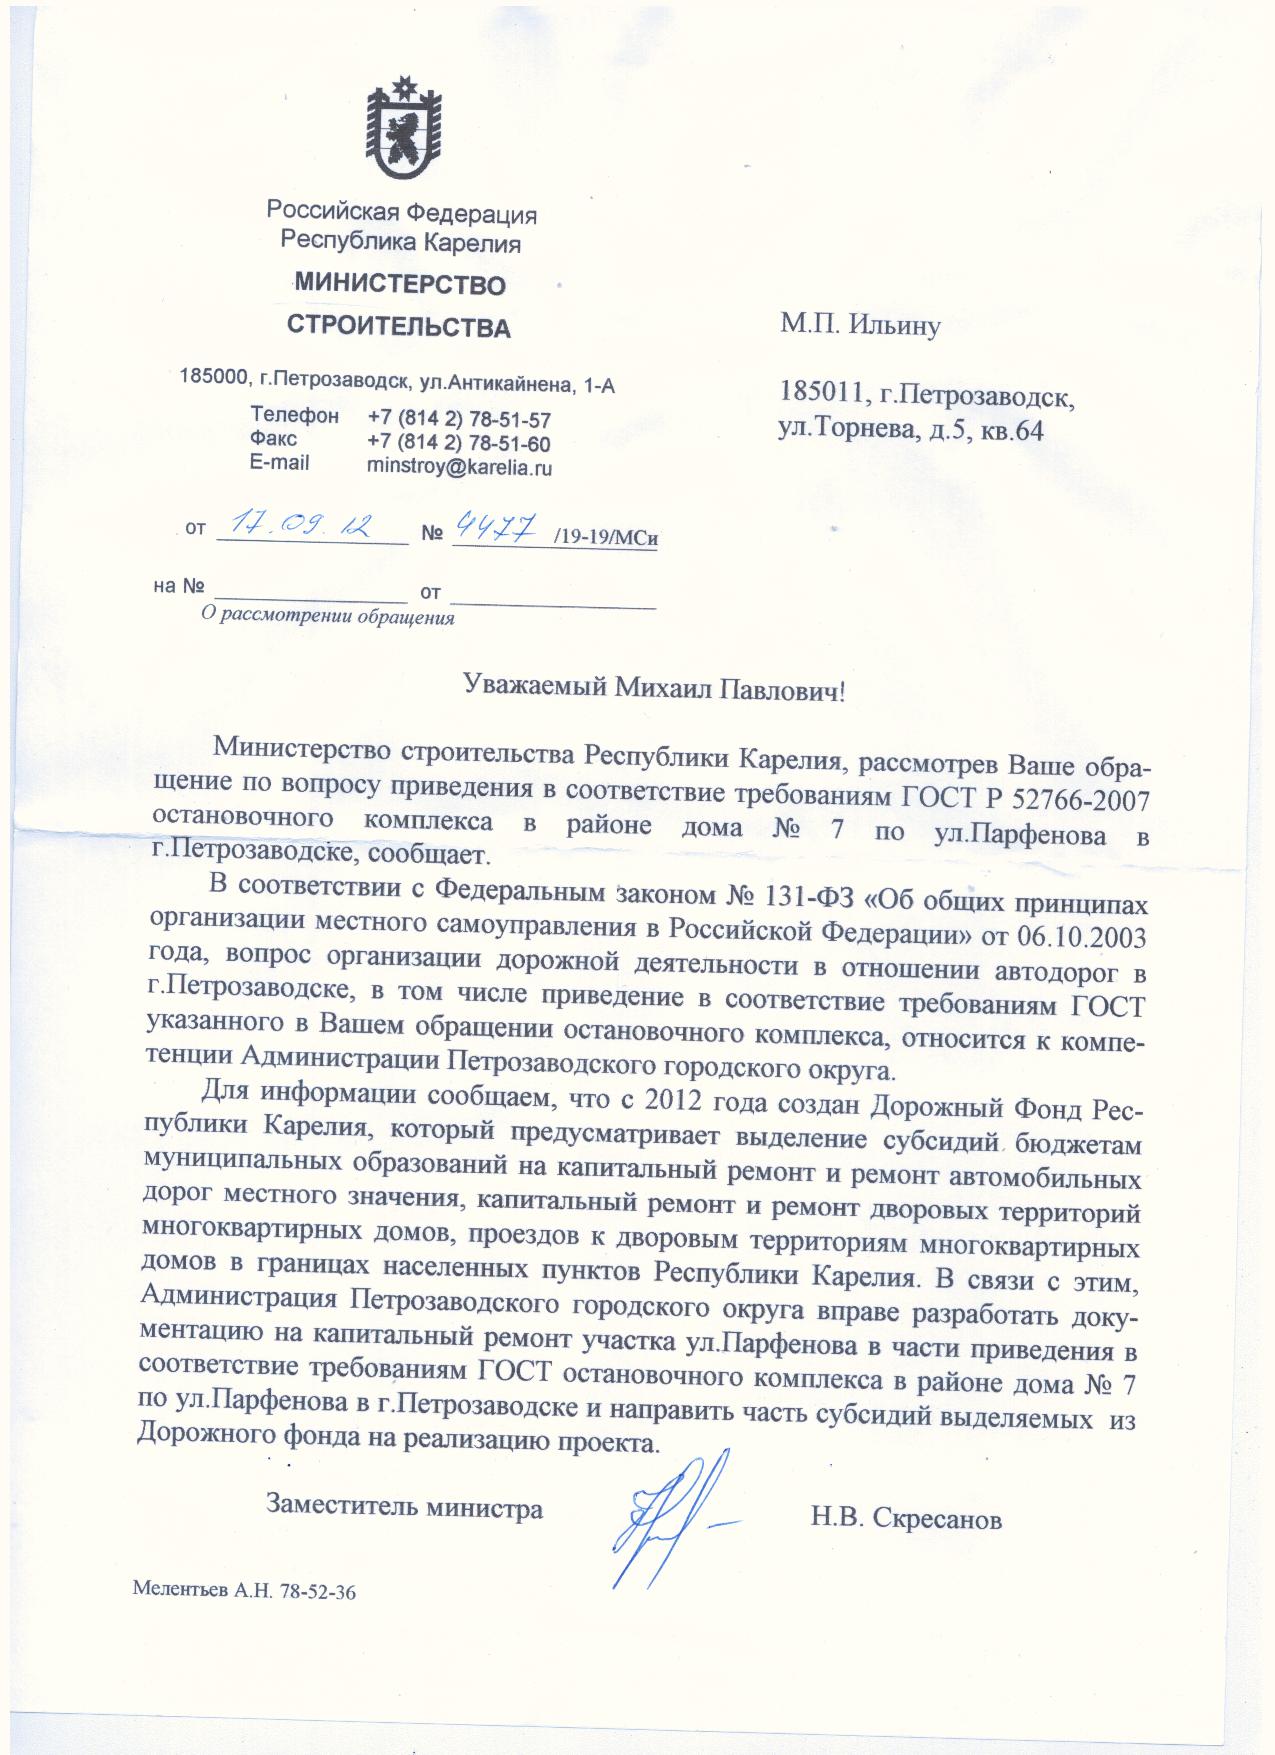 Российская Федерация
Республика Карелия
МИНИСТЕРСТВО
СТРОИТЕЛЬСТВА
185000, г.Петрозаводск, ул.Антикайнена, 1-А
Телефон +7 (814 2) 78-51-57
Факс +7 (814 2) 78-51-60
E-mail minstroy@karelia.ru
от 17.09.12 № 4477 /19-19/МСи
на № от
О рассмотрении обращения
М.П. Ильину
185011, г.Петрозаводск,
ул.Торнева, д.5, кв.64
Уважаемый Михаил Павлович!
Министерство строительства Республики Карелия, рассмотрев Ваше обра-
щение по вопросу приведения в соответствие требованиям ГОСТ Р 52766-2007
остановочного комплекса в районе дома № 7 по ул.Парфенова в
г.Петрозаводске, сообщает.
В соответствии с Федеральным законом № 131-ФЗ «Об общих принципах
организации местного самоуправления в Российской Федерации» от 06.10.2003
года, вопрос организации дорожной деятельности в отношении автодорог в
г.Петрозаводске, в том числе приведение в соответствие требованиям ГОСТ
указанного в Вашем обращении остановочного комплекса, относится к компе-
тенции Администрации Петрозаводского городского округа.
Для информации сообщаем, что с 2012 года создан Дорожный Фонд Рес-
публики Карелия, который предусматривает выделение субсидий бюджетам
муниципальных образований на капитальный ремонт и ремонт автомобильных
дорог местного значения, капитальный ремонт и ремонт дворовых территорий
многоквартирных домов, проездов к дворовым территориям многоквартирных
домов в границах населенных пунктов Республики Карелия. В связи с этим,
Администрация Петрозаводского городского округа вправе разработать доку-
ментацию на капитальный ремонт участка ул.Парфенова в части приведения в
соответствие требованиям ГОСТ остановочного комплекса в районе дома № 7
по ул.Парфенова в г.Петрозаводске и направить часть субсидий выделяемых из
Дорожного фонда на реализацию проекта.
Заместитель министра Н.В. Скресанов
Мелентьев А.Н. 78-52-36